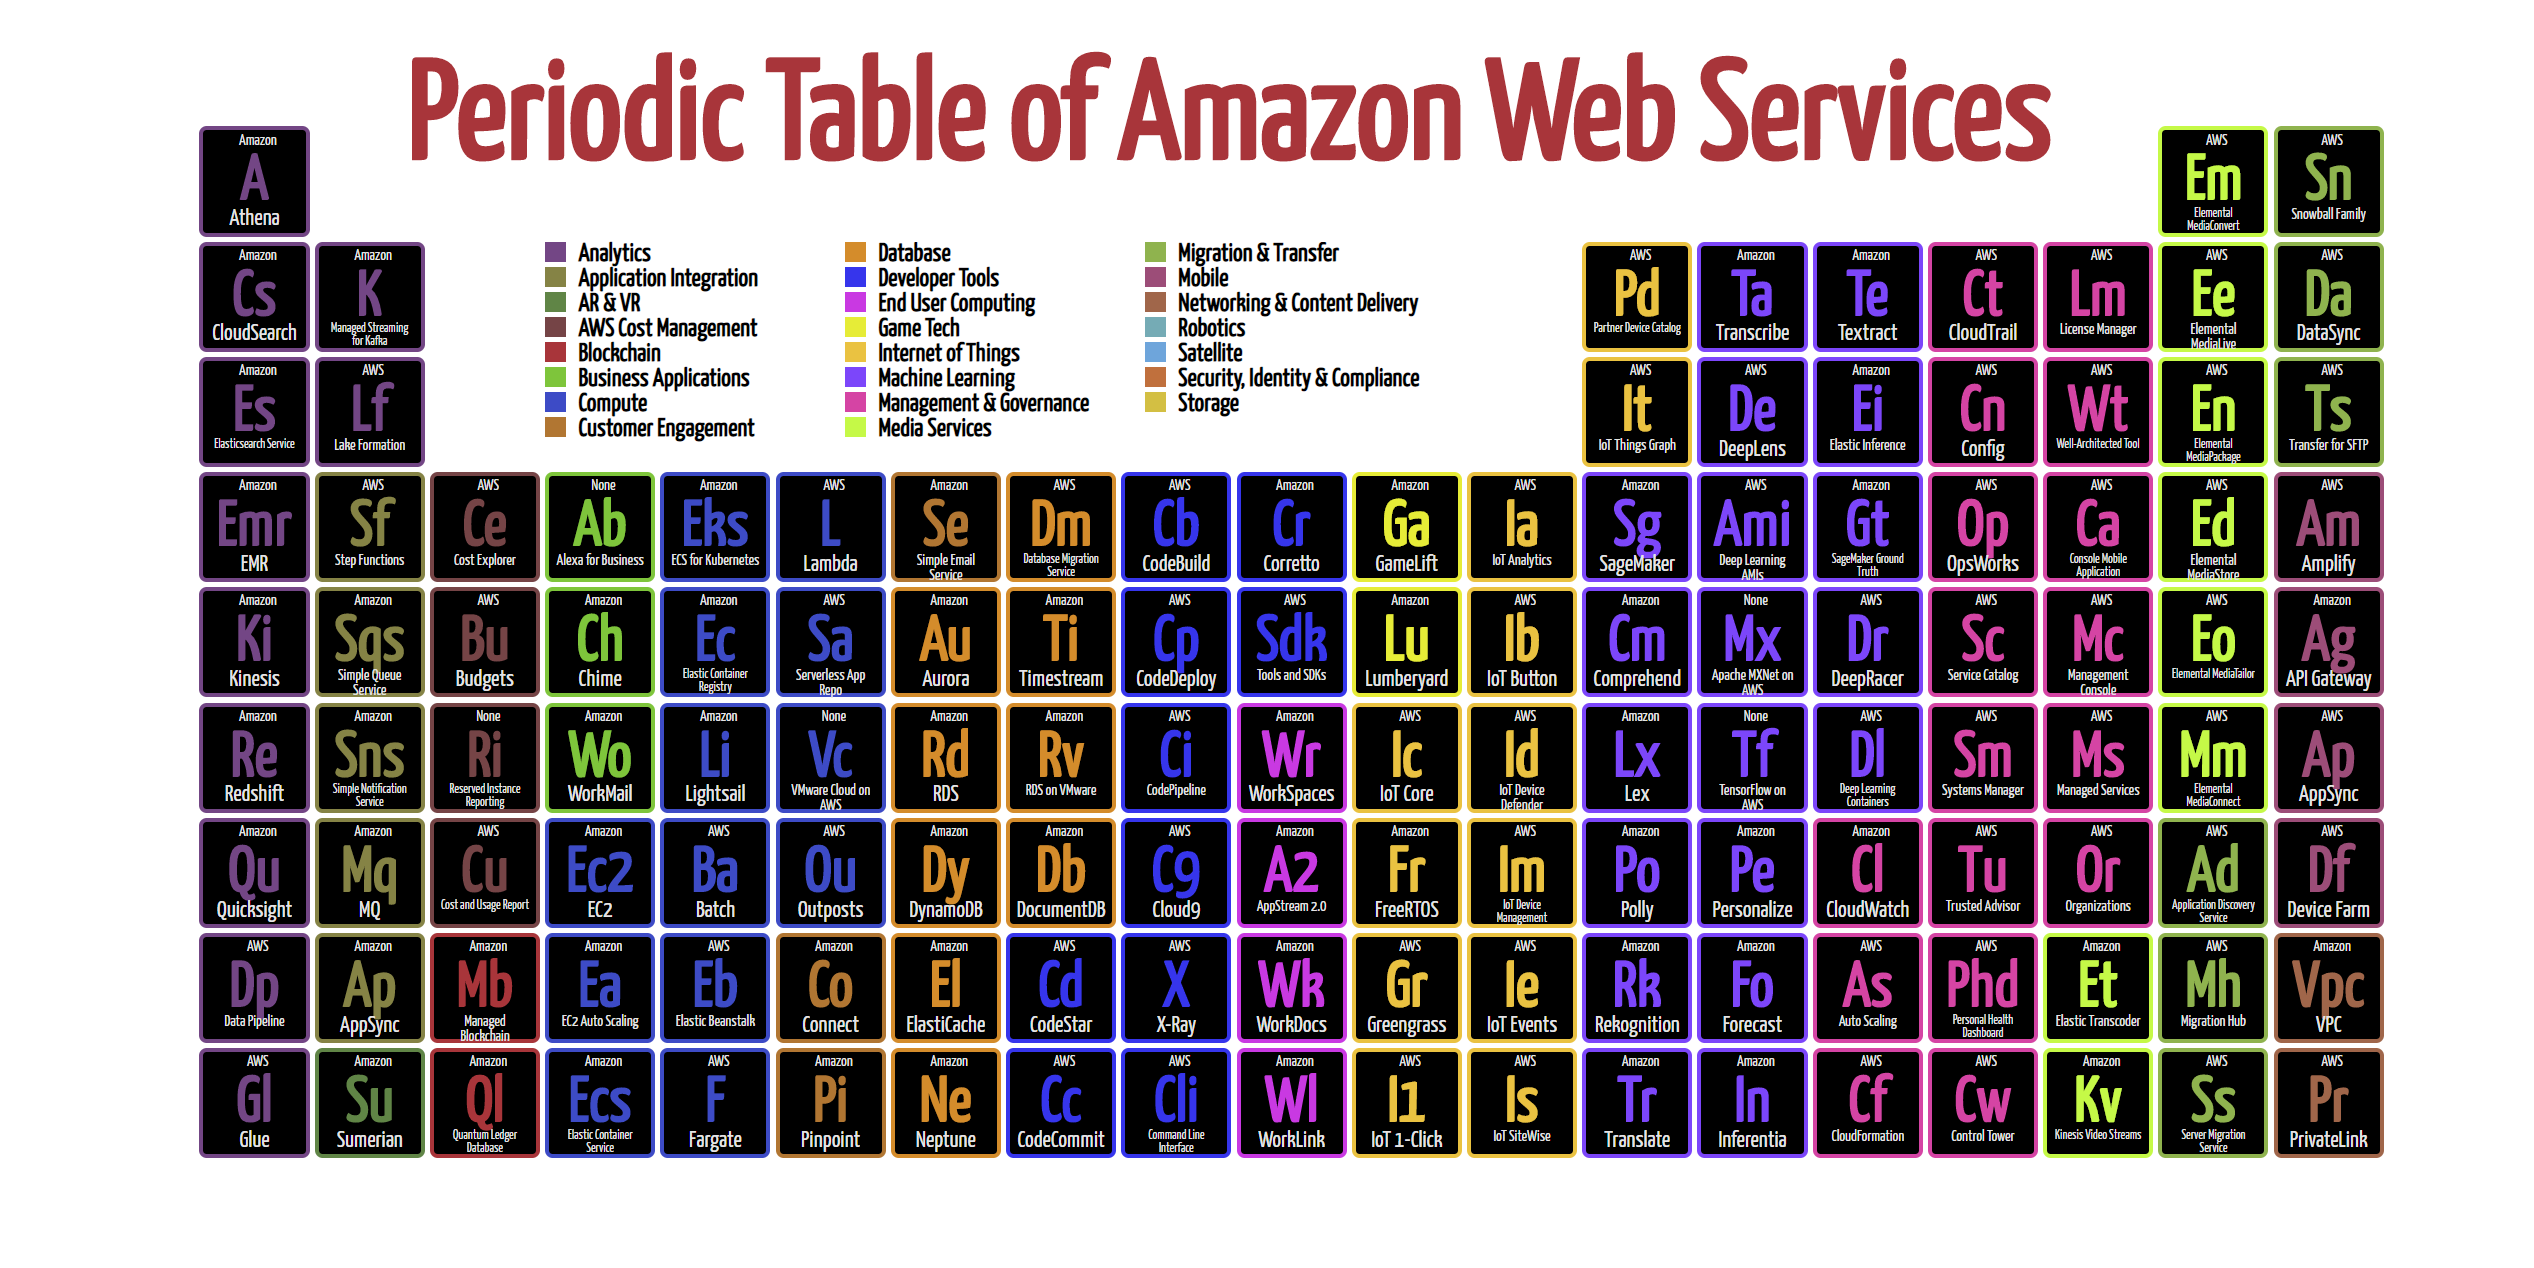 Periodic Table of Amazon Web Services
Amazon
A
Athena
AWS
Em
Elemental
MediaConvert
AWS
Sn
Snowball Family
Amazon
Cs
CloudSearch
Amazon
K
Managed Streaming
for Kafka
Analytics
Application Integration
AR & VR
AWS Cost Management
Blockchain
Business Applications
Compute
Customer Engagement
Database
Developer Tools
End User Computing
Game Tech
Internet of Things
Machine Learning
Management & Governance
Media Services
Migration & Transfer
Mobile
Networking & Content Delivery
Robotics
Satellite
Security, Identity & Compliance
Storage
AWS
Pd
Partner Device Catalog
Amazon
Ta
Transcribe
Amazon
Te
Textract
AWS
Ct
CloudTrail
AWS
Lm
License Manager
AWS
Ee
Elemental
MediaLive
AWS
Da
DataSync
Amazon
Es
Elasticsearch Service
AWS
Lf
Lake Formation
AWS
It
IoT Things Graph
AWS
De
DeepLens
Amazon
Ei
Elastic Inference
AWS
Cn
Config
AWS
Wt
Well-Architected Tool
AWS
En
Elemental
MediaPackage
AWS
Ts
Transfer for SFTP
Amazon
Emr
EMR
AWS
Sf
Step Functions
AWS
Ce
Cost Explorer
None
Ab
Alexa for Business
Amazon
Eks
ECS for Kubernetes
AWS
L
Lambda
Amazon
Se
Simple Email
Service
AWS
Dm
Database Migration
Service
AWS
Cb
CodeBuild
Amazon
Cr
Corretto
Amazon
Ga
GameLift
AWS
Ia
IoT Analytics
Amazon
Sg
SageMaker
AWS
Ami
Deep Learning
AMIs
Amazon
Gt
SageMaker Ground
Truth
AWS
Op
OpsWorks
AWS
Ca
Console Mobile
Application
AWS
Ed
Elemental
MediaStore
AWS
Am
Amplify
Amazon
Ki
Kinesis
Amazon
Sqs
Simple Queue
Service
AWS
Bu
Budgets
Amazon
Ch
Chime
Amazon
Ec
Elastic Container
Registry
AWS
Sa
Serverless App
Repo
Amazon
Au
Aurora
Amazon
Ti
Timestream
AWS
Cp
CodeDeploy
AWS
Sdk
Tools and SDKs
Amazon
Lu
Lumberyard
AWS
Ib
IoT Button
Amazon
Cm
Comprehend
None
Mx
Apache MXNet on
AWS
AWS
Dr
DeepRacer
AWS
Sc
Service Catalog
AWS
Mc
Management
Console
AWS
Eo
Elemental MediaTailor
Amazon
Ag
API Gateway
Amazon
Re
Redshift
Amazon
Sns
Simple Notification
Service
None
Ri
Reserved Instance
Reporting
Amazon
Wo
WorkMail
Amazon
Li
Lightsail
None
Vc
VMware Cloud on
AWS
Amazon
Rd
RDS
Amazon
Rv
RDS on VMware
AWS
Ci
CodePipeline
Amazon
Wr
WorkSpaces
AWS
Ic
IoT Core
AWS
Id
IoT Device
Defender
Amazon
Lx
Lex
None
Tf
TensorFlow on
AWS
AWS
Dl
Deep Learning
Containers
AWS
Sm
Systems Manager
AWS
Ms
Managed Services
AWS
Mm
Elemental
MediaConnect
AWS
Ap
AppSync
Amazon
Qu
Quicksight
Amazon
Mq
MQ
AWS
Cu
Cost and Usage Report
Amazon
Ec2
EC2
AWS
Ba
Batch
AWS
Ou
Outposts
Amazon
Dy
DynamoDB
Amazon
Db
DocumentDB
AWS
C9
Cloud9
Amazon
A2
AppStream 2.0
Amazon
Fr
FreeRTOS
AWS
Im
IoT Device
Management
Amazon
Po
Polly
Amazon
Pe
Personalize
Amazon
Cl
CloudWatch
AWS
Tu
Trusted Advisor
AWS
Or
Organizations
AWS
Ad
Application Discovery
Service
AWS
Df
Device Farm
AWS
Dp
Data Pipeline
Amazon
Ap
AppSync
Amazon
Mb
Managed
Blockchain
Amazon
Ea
EC2 Auto Scaling
AWS
Eb
Elastic Beanstalk
Amazon
Co
Connect
Amazon
El
ElastiCache
AWS
Cd
CodeStar
AWS
X
X-Ray
Amazon
Wk
WorkDocs
AWS
Gr
Greengrass
AWS
Ie
IoT Events
Amazon
Rk
Rekognition
Amazon
Fo
Forecast
AWS
As
Auto Scaling
AWS
Phd
Personal Health
Dashboard
Amazon
Et
Elastic Transcoder
AWS
Mh
Migration Hub
Amazon
Vpc
VPC
AWS
Gl
Glue
Amazon
Su
Sumerian
Amazon
Ql
Quantum Ledger
Database
Amazon
Ecs
Elastic Container
Service
AWS
F
Fargate
Amazon
Pi
Pinpoint
Amazon
Ne
Neptune
AWS
Cc
CodeCommit
AWS
Cli
Command Line
Interface
Amazon
Wl
WorkLink
AWS
I1
IoT 1-Click
AWS
Is
IoT SiteWise
Amazon
Tr
Translate
Amazon
In
Inferentia
AWS
Cf
CloudFormation
AWS
Cw
Control Tower
Amazon
Kv
Kinesis Video Streams
AWS
Ss
Server Migration
Service
AWS
Pr
PrivateLink